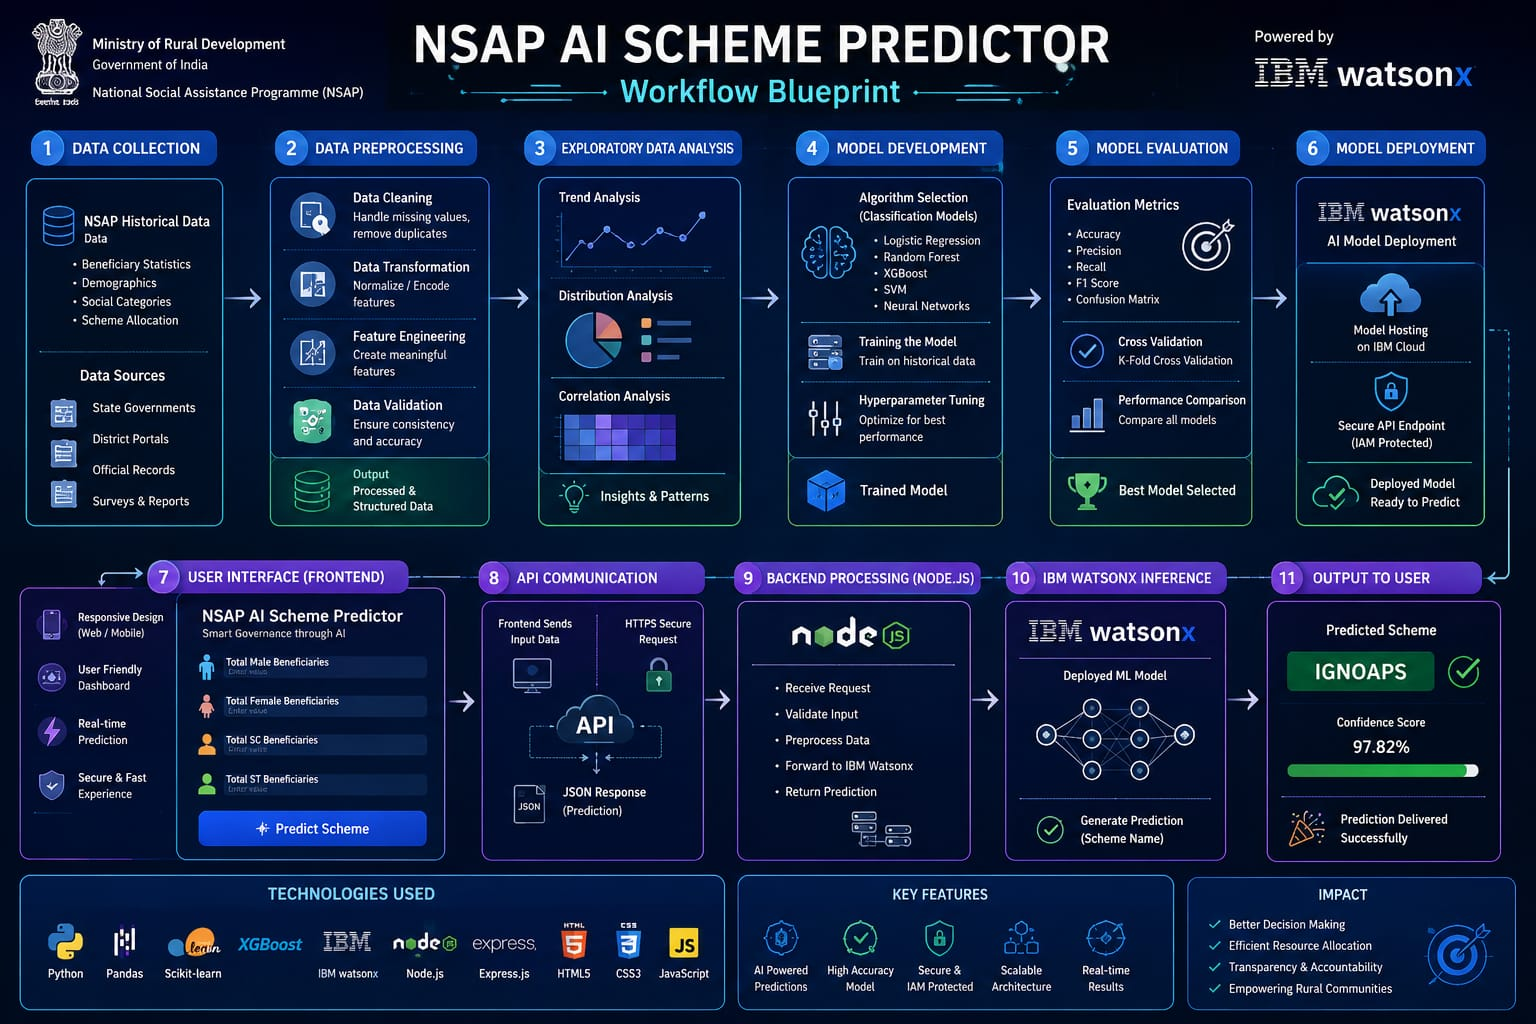 Ministry of Rural Development
Government of India
National Social Assistance Programme (NSAP)
NSAP AI SCHEME PREDICTOR
Workflow Blueprint
Powered by
IBM watsonx
1 DATA COLLECTION
NSAP Historical Data
Data
• Beneficiary Statistics
• Demographics
• Social Categories
• Scheme Allocation
Data Sources
State Governments
District Portals
Official Records
Surveys & Reports
2 DATA PREPROCESSING
Data Cleaning
Handle missing values,
remove duplicates
Data Transformation
Normalize / Encode
features
Feature Engineering
Create meaningful
features
Data Validation
Ensure consistency
and accuracy
Output
Processed &
Structured Data
3 EXPLORATORY DATA ANALYSIS
Trend Analysis
Distribution Analysis
Correlation Analysis
Insights & Patterns
4 MODEL DEVELOPMENT
Algorithm Selection
(Classification Models)
• Logistic Regression
• Random Forest
• XGBoost
• SVM
• Neural Networks
Training the Model
Train on historical data
Hyperparameter Tuning
Optimize for best
performance
Trained Model
5 MODEL EVALUATION
Evaluation Metrics
• Accuracy
• Precision
• Recall
• F1 Score
• Confusion Matrix
Cross Validation
K-Fold Cross Validation
Performance Comparison
Compare all models
Best Model Selected
6 MODEL DEPLOYMENT
IBM watsonx
AI Model Deployment
Model Hosting
on IBM Cloud
Secure API Endpoint
(IAM Protected)
Deployed Model
Ready to Predict
7 USER INTERFACE (FRONTEND)
Responsive Design
(Web / Mobile)
User Friendly
Dashboard
Real-time
Prediction
Secure & Fast
Experience
NSAP AI Scheme Predictor
Smart Governance through AI
Total Male Beneficiaries
Enter value
Total Female Beneficiaries
Enter value
Total SC Beneficiaries
Enter value
Total ST Beneficiaries
Enter value
Predict Scheme
8 API COMMUNICATION
Frontend Sends
Input Data
HTTPS Secure
Request
API
JSON
JSON Response
(Prediction)
9 BACKEND PROCESSING (NODE.JS)
node JS
• Receive Request
• Validate Input
• Preprocess Data
• Forward to IBM Watsonx
• Return Prediction
10 IBM WATSONX INFERENCE
IBM watsonx
Deployed ML Model
Generate Prediction
(Scheme Name)
11 OUTPUT TO USER
Predicted Scheme
IGNOAPS
Confidence Score
97.82%
Prediction Delivered
Successfully
TECHNOLOGIES USED
Python
Pandas
learn
Scikit-learn
XGBoost
IBM
IBM watsonx
node JS
Node.js
express.
Express.js
HTML
5
HTML5
CSS
3
CSS3
JS
JavaScript
KEY FEATURES
AI Powered
Predictions
High Accuracy
Model
Secure &
IAM Protected
Scalable
Architecture
Real-time
Results
IMPACT
Better Decision Making
Efficient Resource Allocation
Transparency & Accountability
Empowering Rural Communities